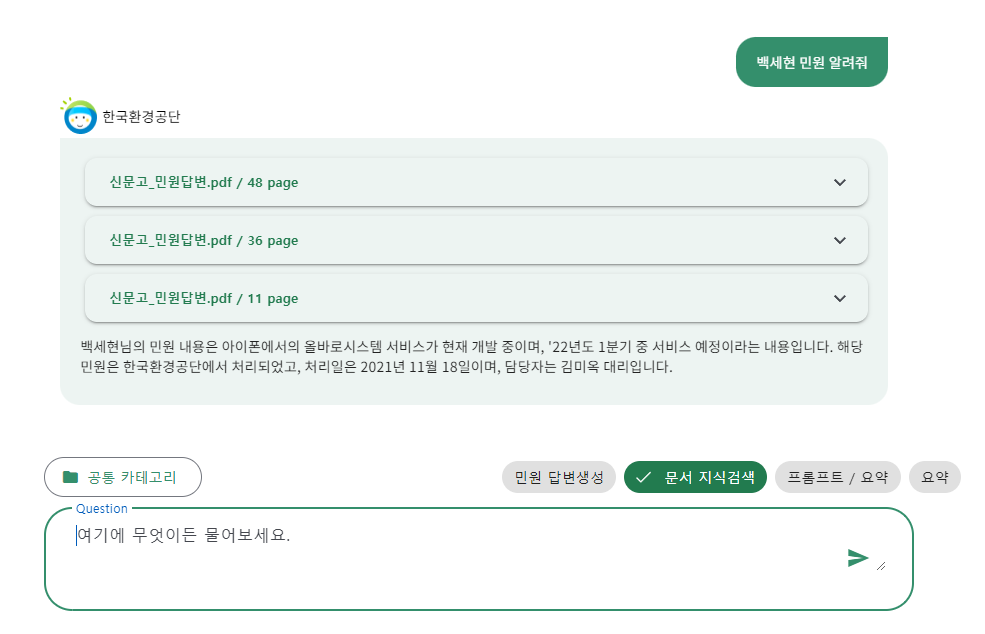 백세현 민원 알려줘
한국환경공단
신문고_민원답변.pdf / 48 page
신문고_민원답변.pdf / 36 page
신문고_민원답변.pdf / 11 page
백세현님의 민원 내용은 아이폰에서의 올바로시스템 서비스가 현재 개발 중이며, '22년도 1분기 중 서비스 예정이라는 내용입니다. 해당
민원은 한국환경공단에서 처리되었고, 처리일은 2021년 11월 18일이며, 담당자는 김미옥 대리입니다.
공통 카테고리
민원 답변생성
문서 지식검색
프롬프트 / 요약
요약
Question
여기에 무엇이든 물어보세요.